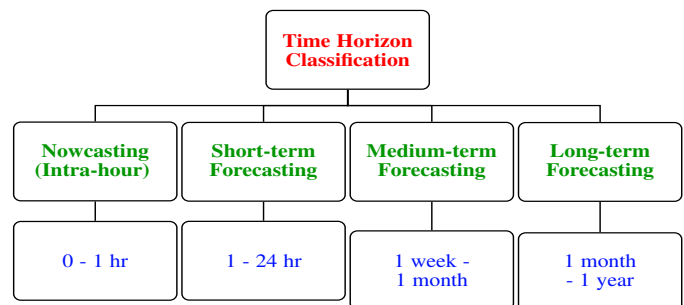 Time Horizon
Classification
Nowcasting
(Intra-hour)
Short-term
Forecasting
Medium-term
Forecasting
Long-term
Forecasting
0 - 1 hr
1 - 24 hr
1 week -
1 month
1 month
- 1 year